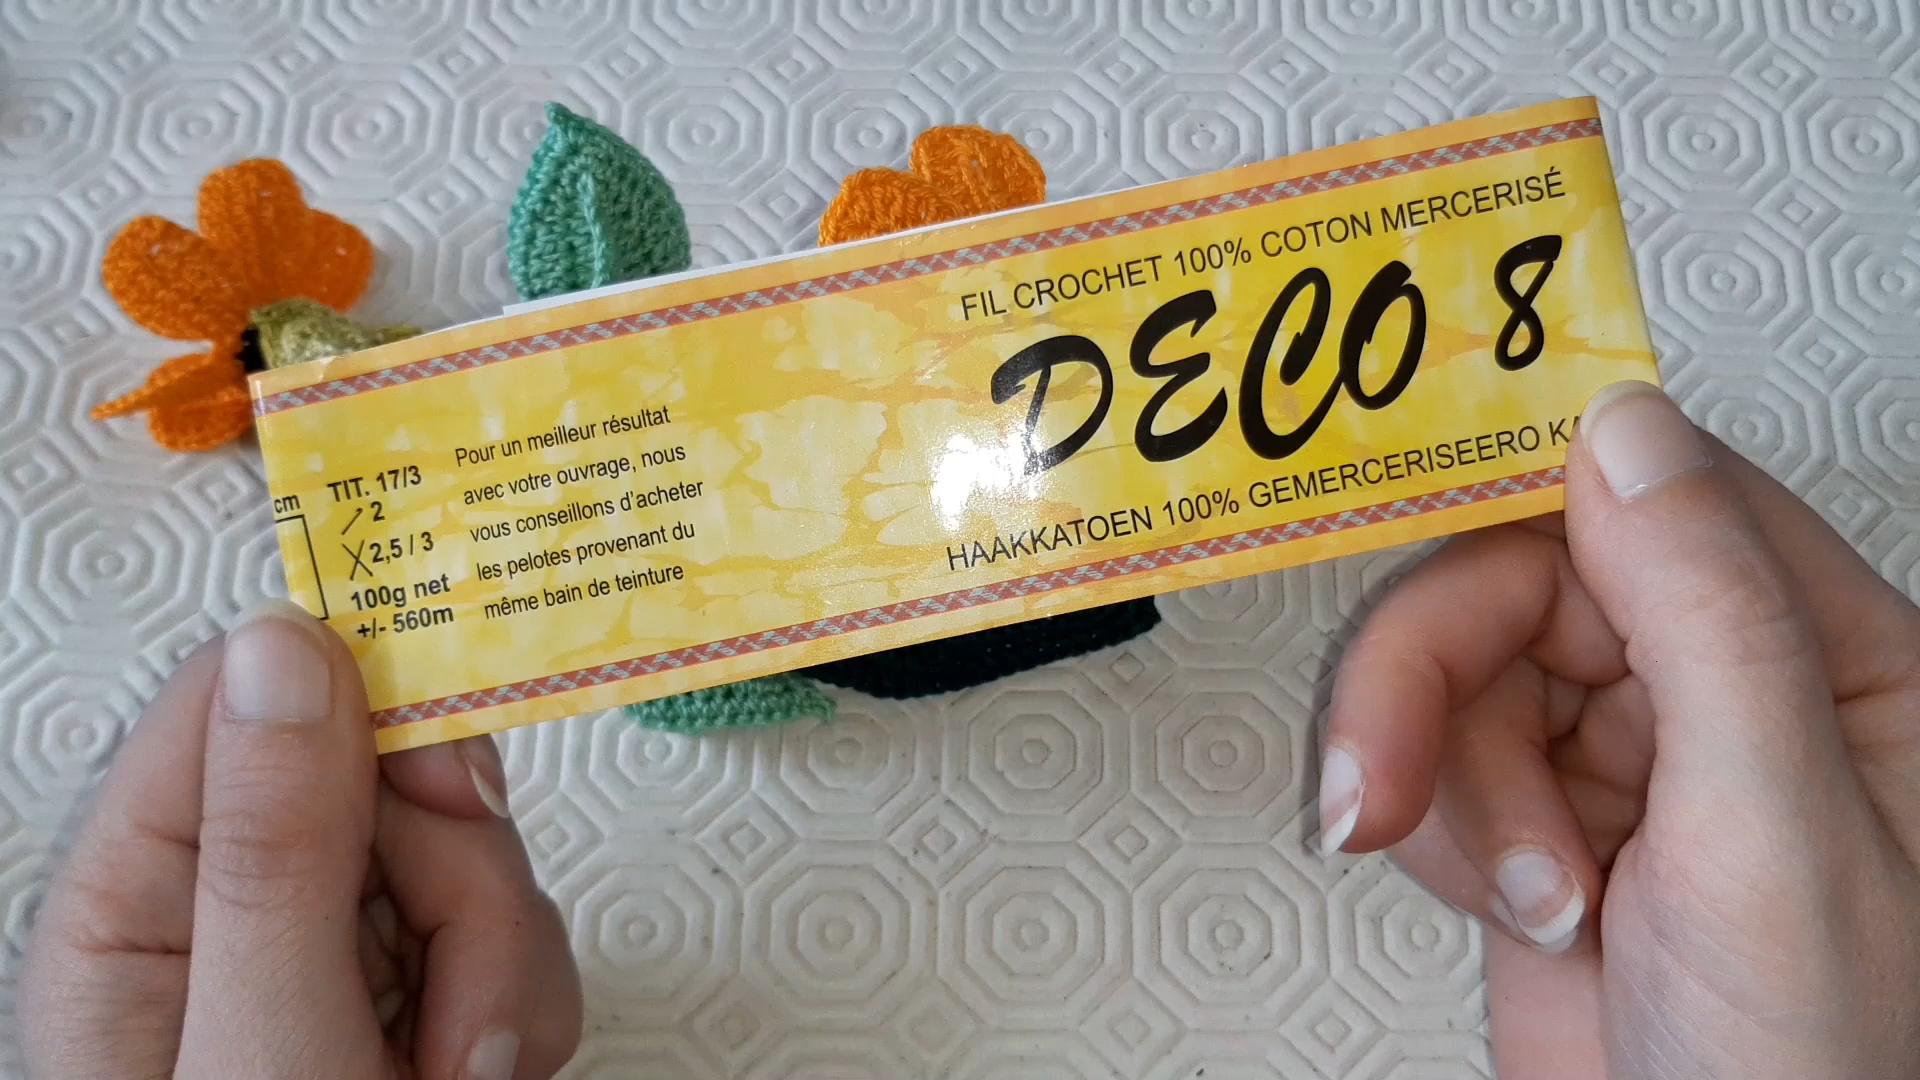 cm
TIT. 17/3
2
2,5 / 3
100g net
+/- 560m
Pour un meilleur résultat
avec votre ouvrage, nous
vous conseillons d'acheter
les pelotes provenant du
même bain de teinture
FIL CROCHET 100% COTON MERCERISÉ
DECO 8
HAAKKATOEN 100% GEMERCERISEERO